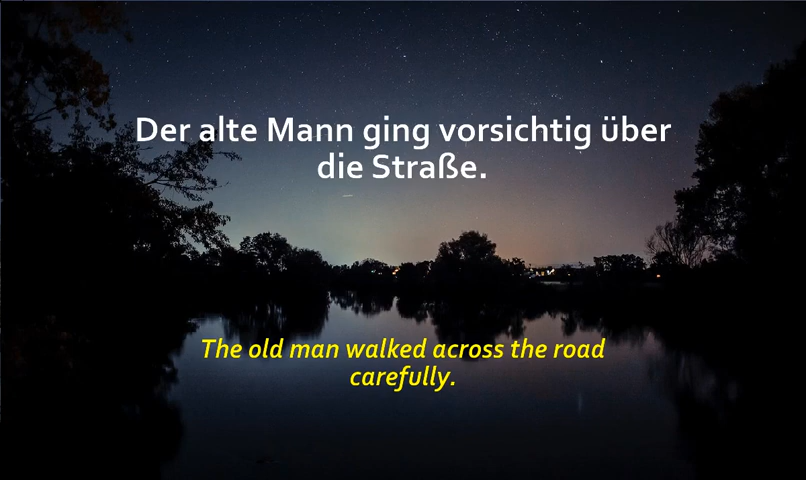 Der alte Mann ging vorsichtig über
die Straße.
The old man walked across the road
carefully.